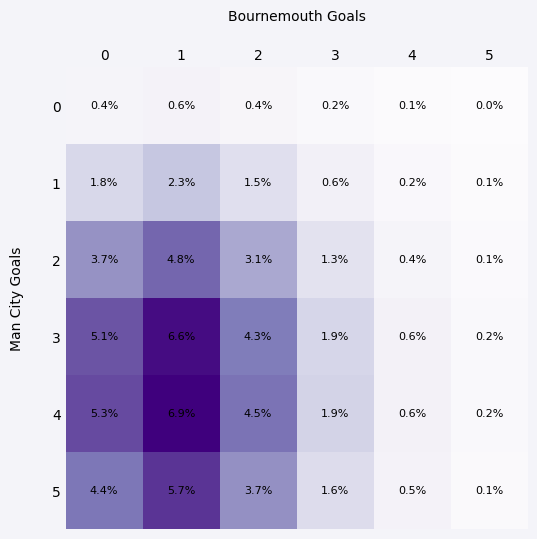 Bournemouth Goals
0 1 2 3 4 5
0 0.4% 0.6% 0.4% 0.2% 0.1% 0.0%
1 1.8% 2.3% 1.5% 0.6% 0.2% 0.1%
2 3.7% 4.8% 3.1% 1.3% 0.4% 0.1%
3 5.1% 6.6% 4.3% 1.9% 0.6% 0.2%
4 5.3% 6.9% 4.5% 1.9% 0.6% 0.2%
5 4.4% 5.7% 3.7% 1.6% 0.5% 0.1%
Man City Goals